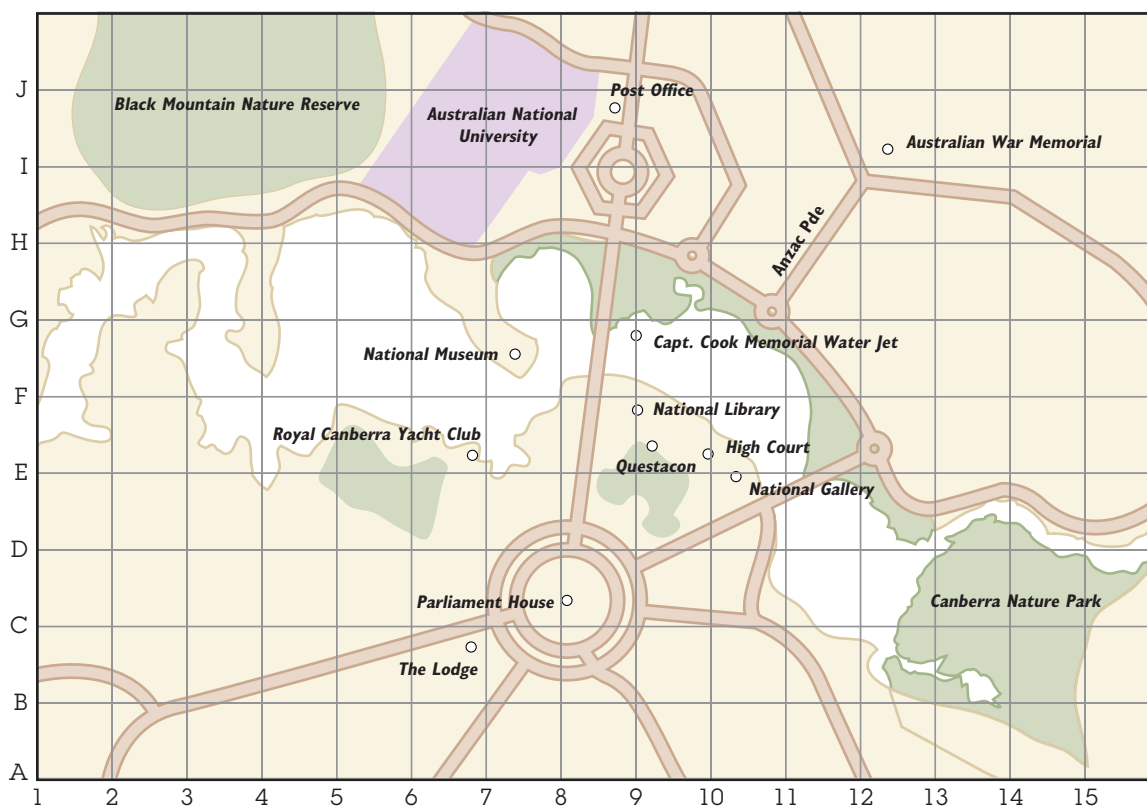 J
Black Mountain Nature Reserve
Australian National
University
Post Office
Australian War Memorial
I
Anzac Pde
H
G
National Museum
Capt. Cook Memorial Water Jet
F
National Library
Royal Canberra Yacht Club
High Court
Questacon
E
National Gallery
D
Parliament House
Canberra Nature Park
C
The Lodge
B
A
1 2 3 4 5 6 7 8 9 10 11 12 13 14 15